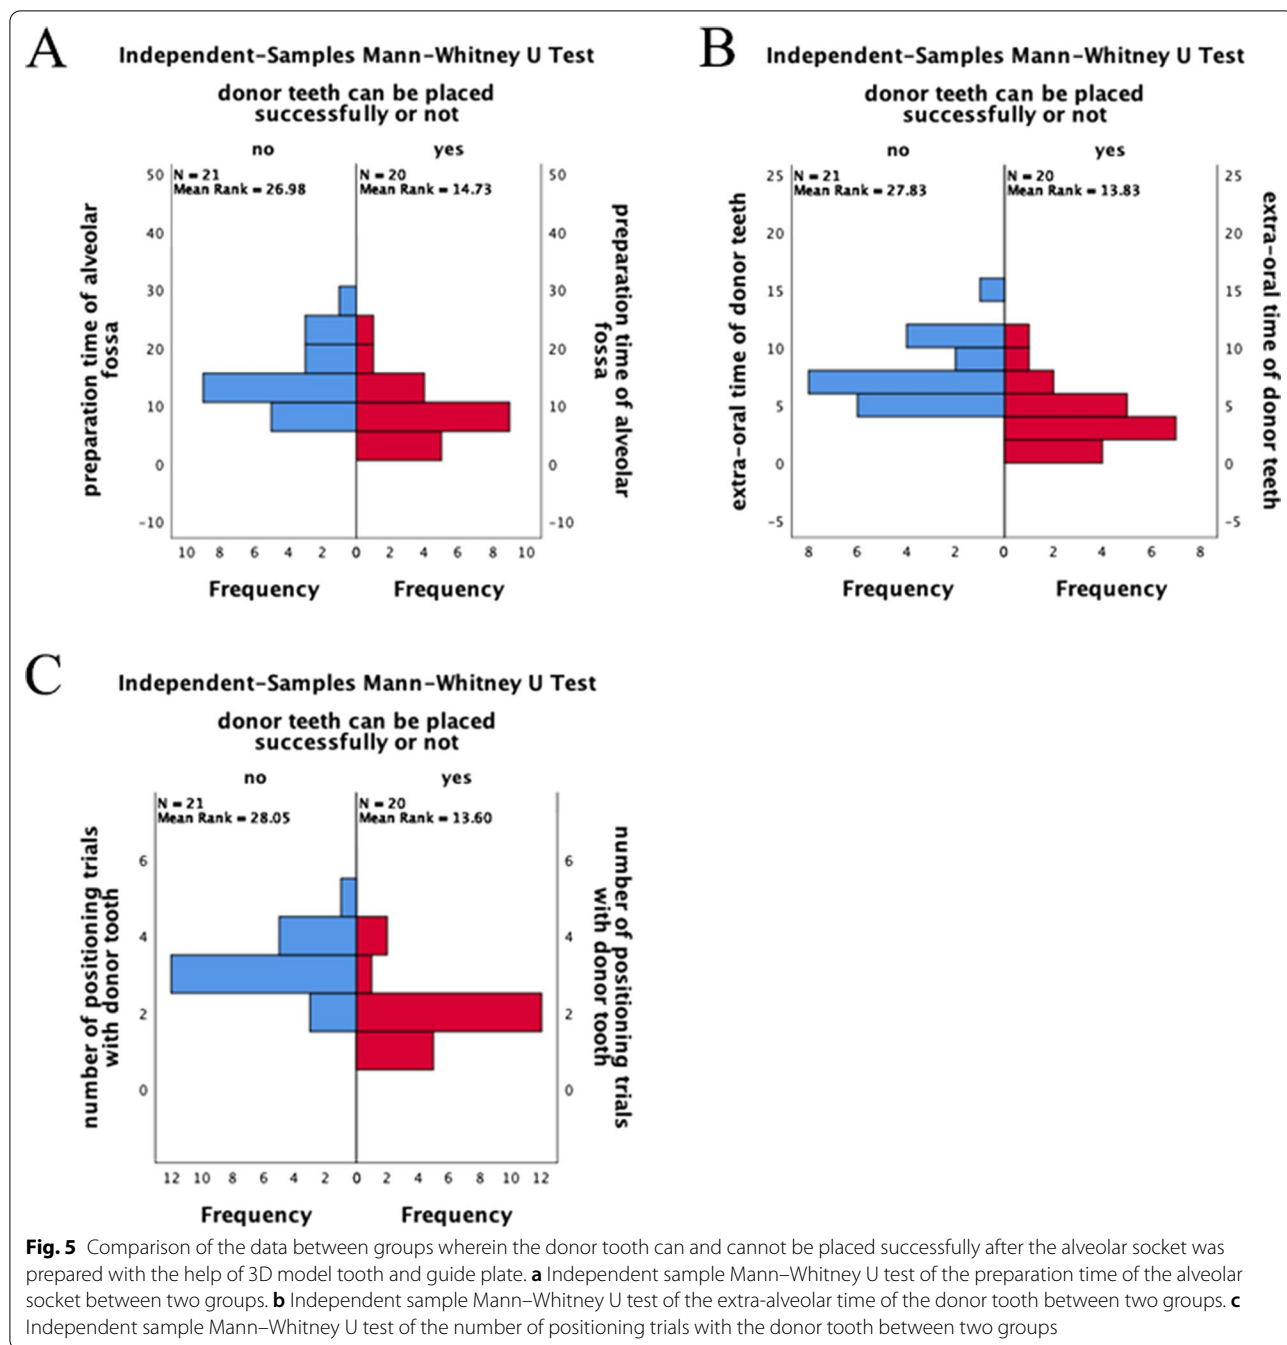 A
Independent-Samples Mann-Whitney U Test
donor teeth can be placed
successfully or not
no
yes
N = 21
Mean Rank = 26.98
N = 20
Mean Rank = 14.73
preparation time of alveolar
fossa
50
40
30
20
10
0
-10
50
40
30
20
10
0
-10
preparation time of alveolar
fossa
10 8 6 4 2 0 2 4 6 8 10
Frequency
Frequency
B
Independent-Samples Mann-Whitney U Test
donor teeth can be placed
successfully or not
no
yes
N = 21
Mean Rank = 27.83
N = 20
Mean Rank = 13.83
extra-oral time of donor teeth
25
20
15
10
5
0
-5
25
20
15
10
5
0
-5
extra-oral time of donor teeth
8 6 4 2 0 2 4 6 8
Frequency
Frequency
C
Independent-Samples Mann-Whitney U Test
donor teeth can be placed
successfully or not
no
yes
N = 21
Mean Rank = 28.05
N = 20
Mean Rank = 13.60
number of positioning trials
with donor tooth
6
4
2
0
6
4
2
0
number of positioning trials
with donor tooth
12 10 8 6 4 2 0 2 4 6 8 10 12
Frequency
Frequency
Fig. 5 Comparison of the data between groups wherein the donor tooth can and cannot be placed successfully after the alveolar socket was
prepared with the help of 3D model tooth and guide plate. a Independent sample Mann–Whitney U test of the preparation time of the alveolar
socket between two groups. b Independent sample Mann–Whitney U test of the extra-alveolar time of the donor tooth between two groups. c
Independent sample Mann–Whitney U test of the number of positioning trials with the donor tooth between two groups